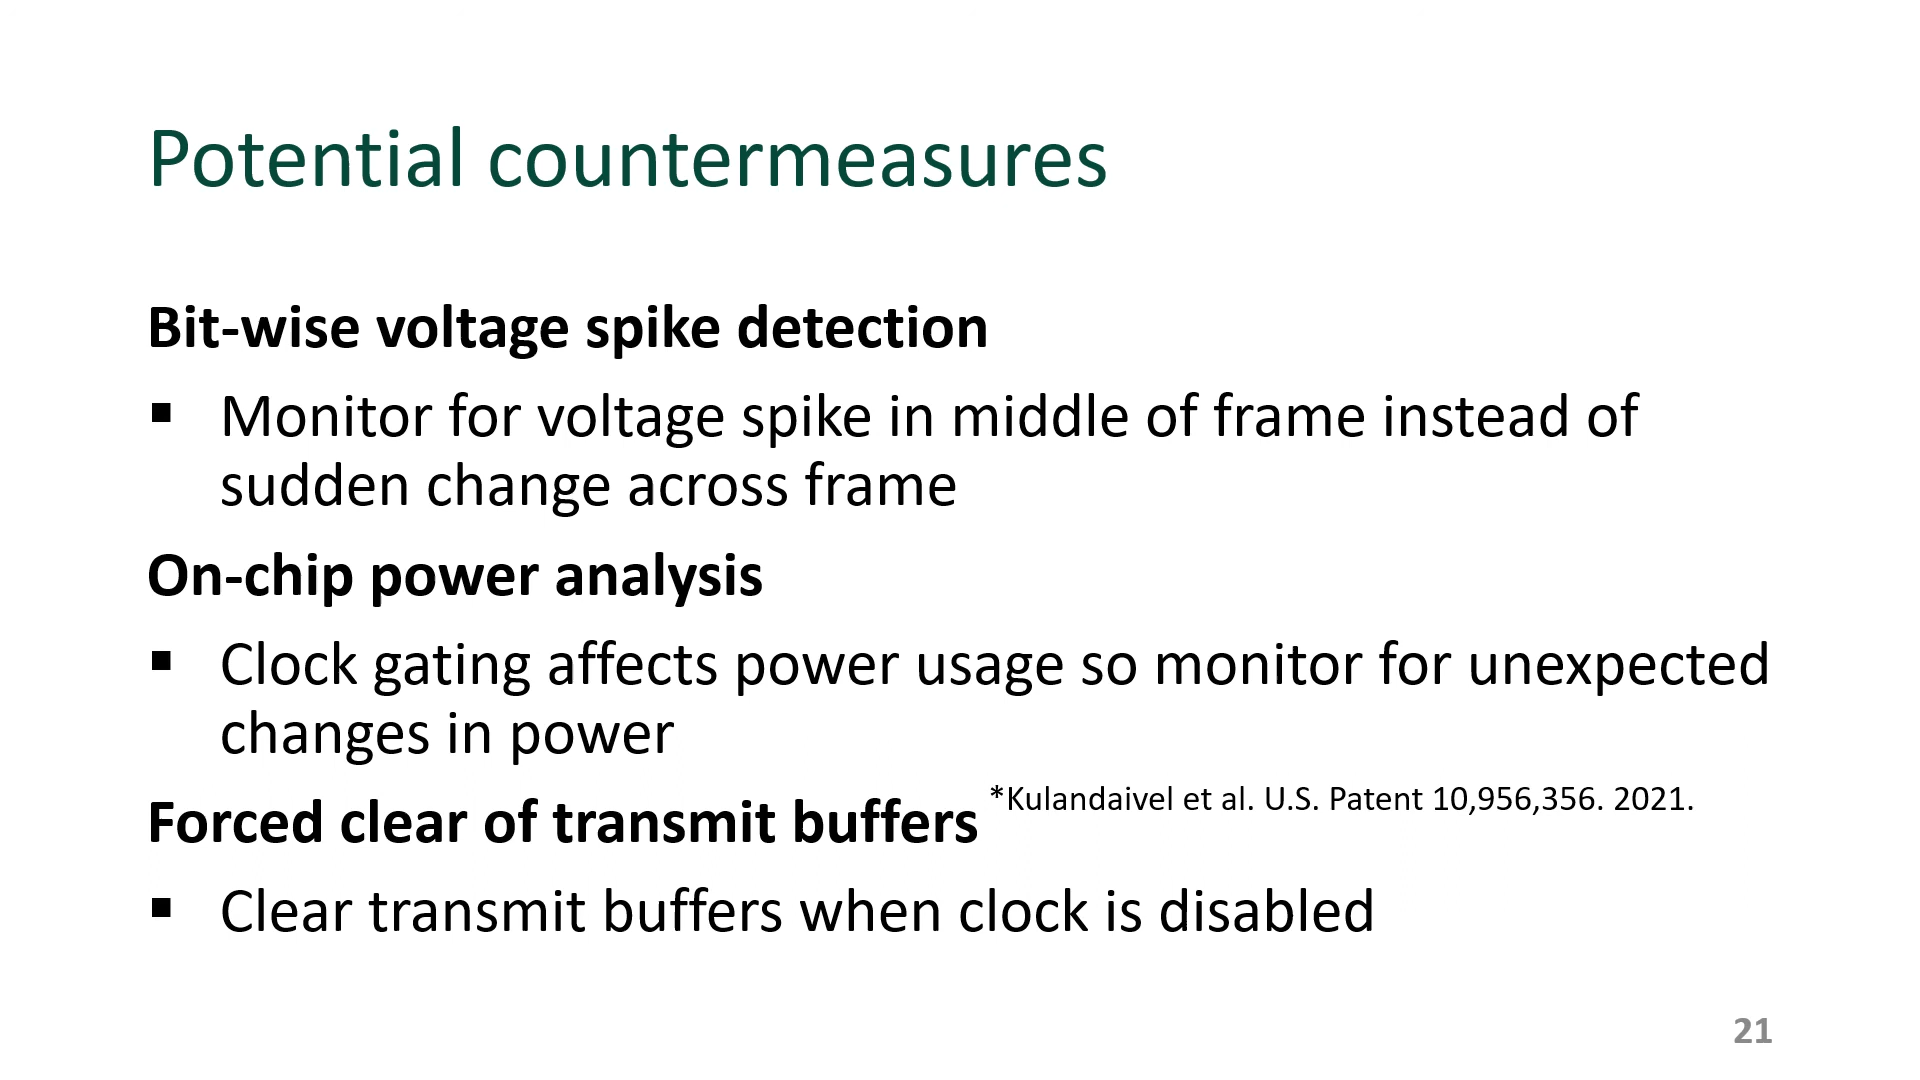 Potential countermeasures
Bit-wise voltage spike detection
▪ Monitor for voltage spike in middle of frame instead of
sudden change across frame
On-chip power analysis
▪ Clock gating affects power usage so monitor for unexpected
changes in power
Forced clear of transmit buffers *Kulandaivel et al. U.S. Patent 10,956,356. 2021.
▪ Clear transmit buffers when clock is disabled
21